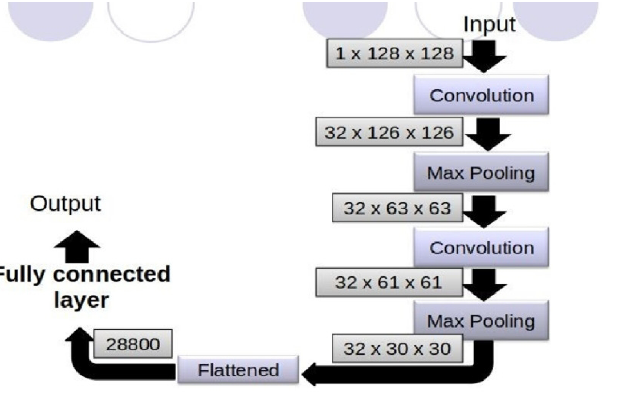 Input
1 x 128 x 128
Convolution
32 x 126 x 126
Max Pooling
32 x 63 x 63
Convolution
32 x 61 x 61
Max Pooling
32 x 30 x 30
Flattened
28800
Fully connected
layer
Output